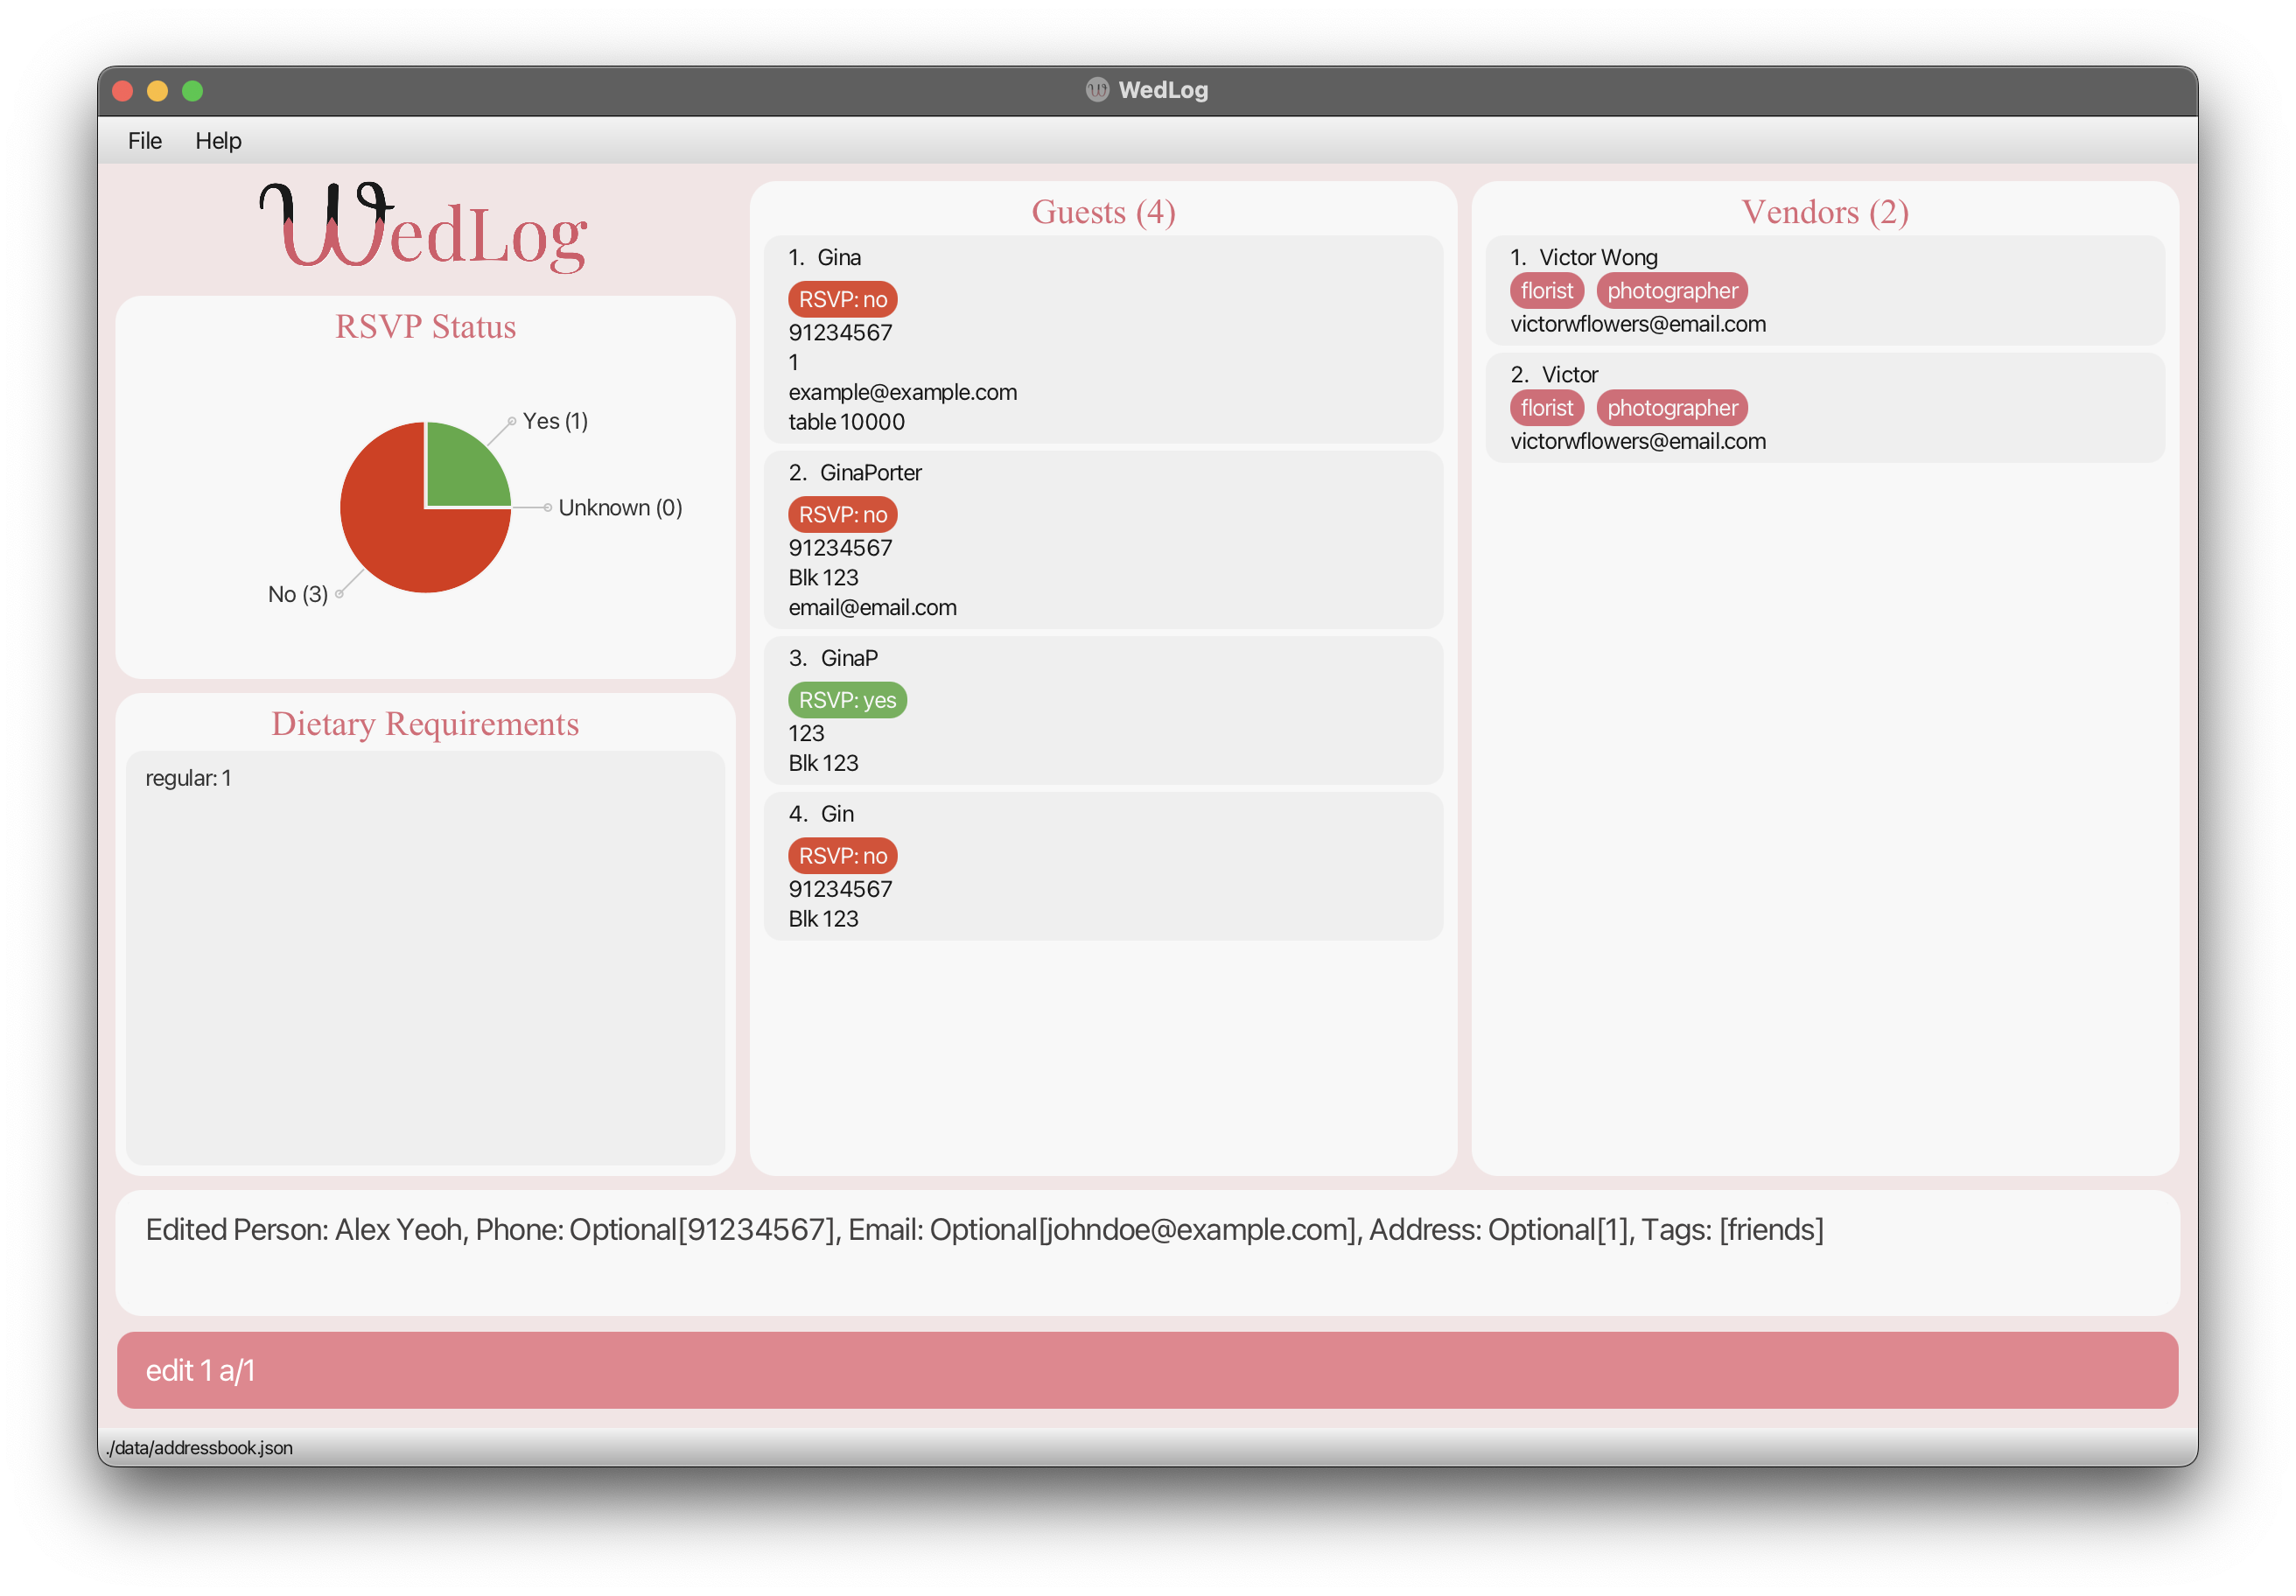 WedLog
File Help
WedLog
RSVP Status
Yes (1)
Unknown (0)
No (3)
Dietary Requirements
regular: 1
Guests (4)
1. Gina
RSVP: no
91234567
1
example@example.com
table 10000
2. GinaPorter
RSVP: no
91234567
Blk 123
email@email.com
3. GinaP
RSVP: yes
123
Blk 123
4. Gin
RSVP: no
91234567
Blk 123
Vendors (2)
1. Victor Wong
florist photographer
victorwflowers@email.com
2. Victor
florist photographer
victorwflowers@email.com
Edited Person: Alex Yeoh, Phone: Optional[91234567], Email: Optional[johndoe@example.com], Address: Optional[1], Tags: [friends]
edit 1 a/1
./data/addressbook.json